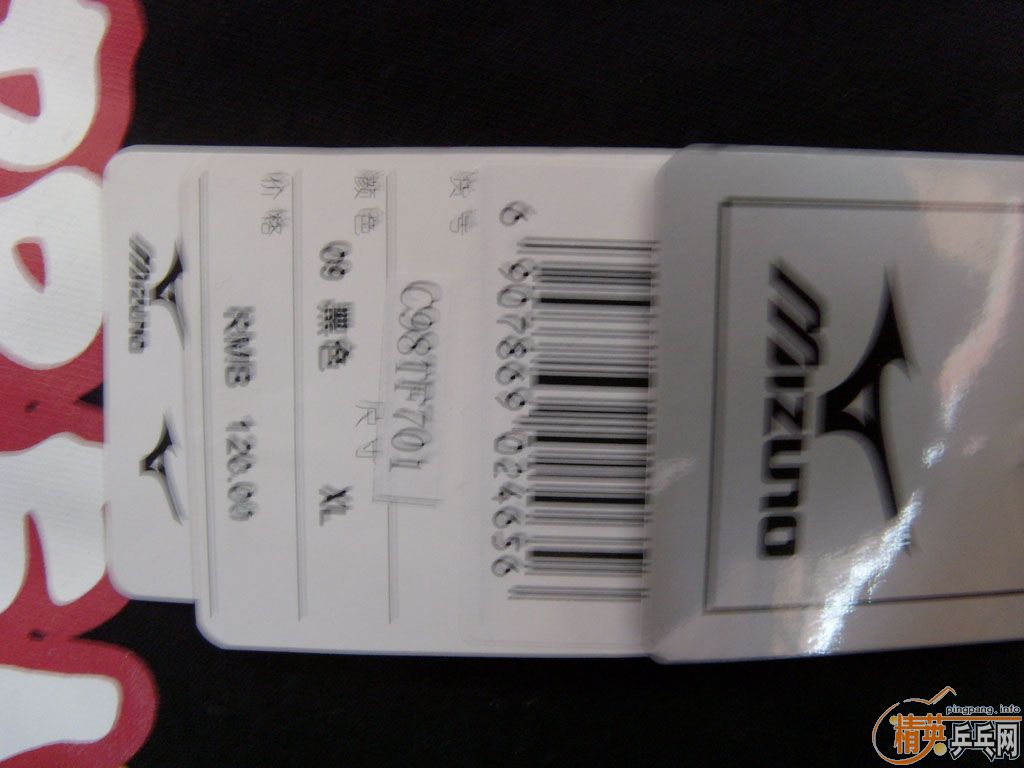 MIZUNO
6 907869 024656
货号 C98TF701
颜色 09 黑色 尺寸 XL
价格 RMB 120.00
MIZUNO
pingpang.info
精英乒乓网